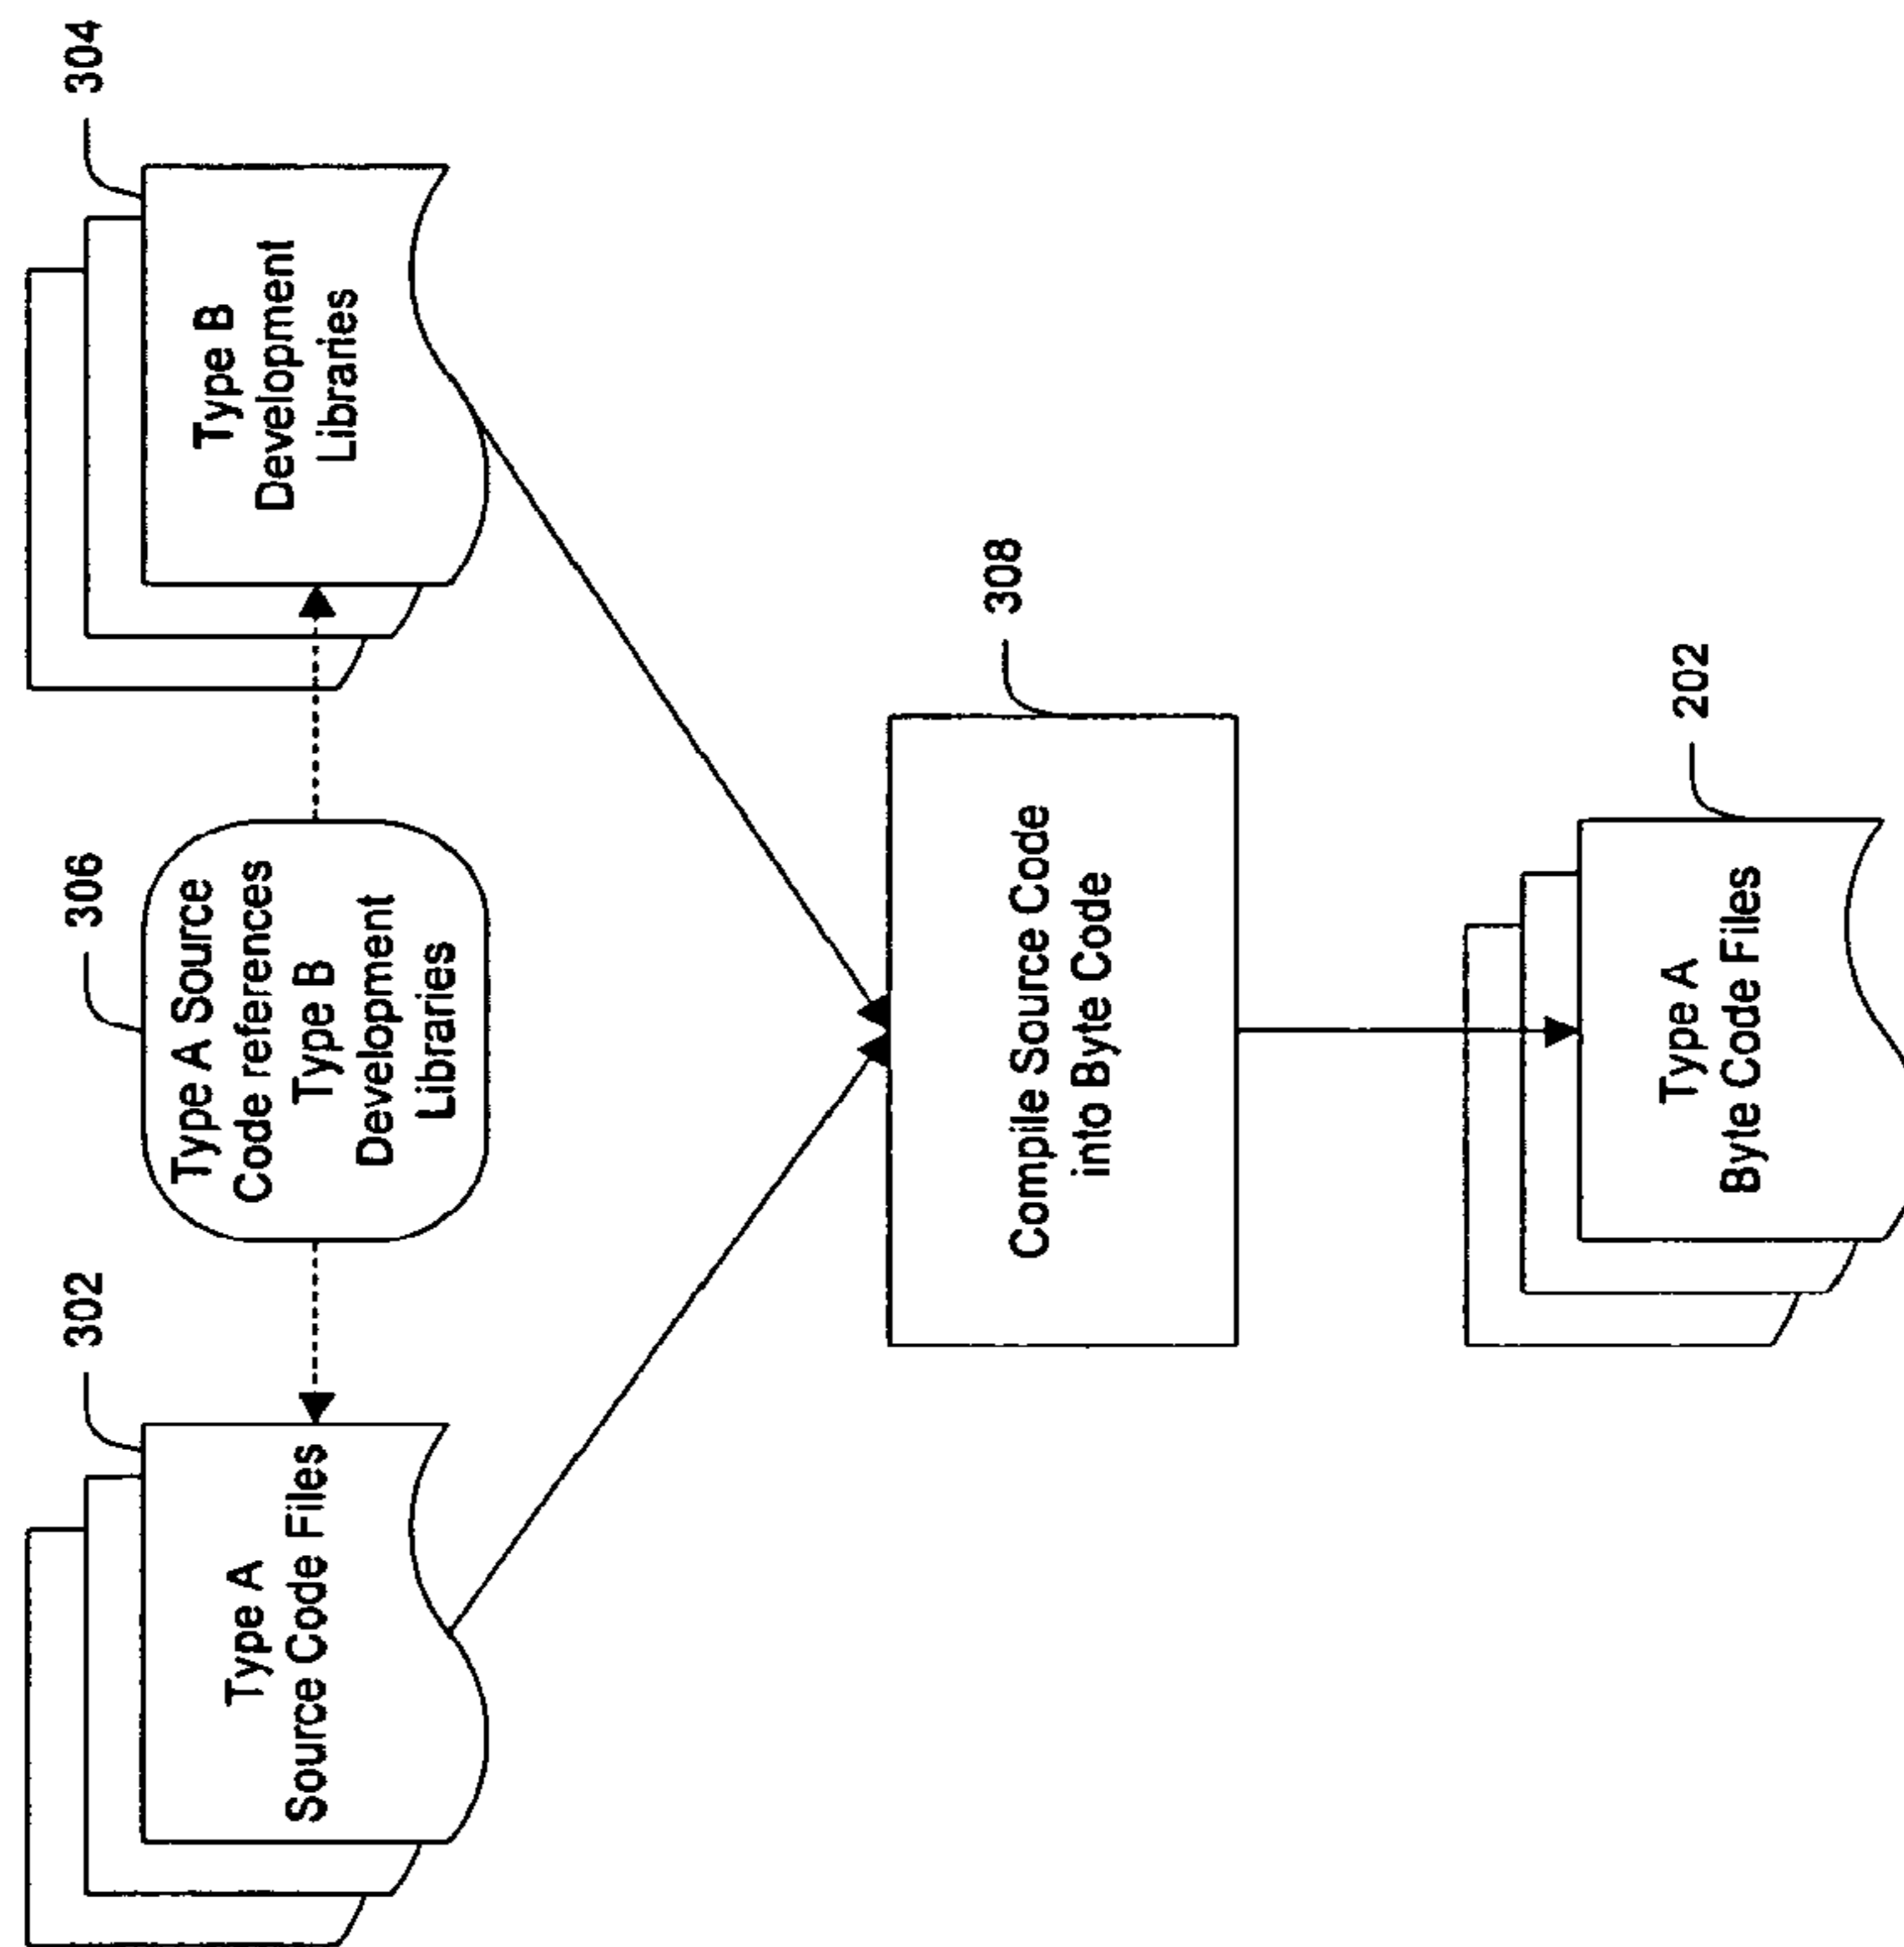 302
306
304
Type A
Source Code Files
Type A Source
Code references
Type B
Development
Libraries
Type B
Development
Libraries
308
Compile Source Code
into Byte Code
202
Type A
Byte Code Files